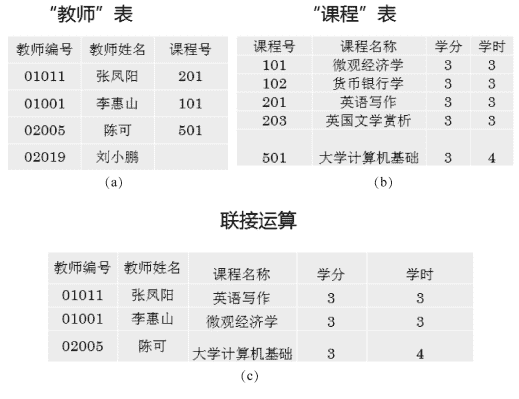 “教师”表
教师编号 教师姓名 课程号
01011 张凤阳 201
01001 李惠山 101
02005 陈可 501
02019 刘小鹏
(a)
“课程”表
课程号 课程名称 学分 学时
101 微观经济学 3 3
102 货币银行学 3 3
201 英语写作 3 3
203 英国文学赏析 3 3
501 大学计算机基础 3 4
(b)
联接运算
教师编号 教师姓名 课程名称 学分 学时
01011 张凤阳 英语写作 3 3
01001 李惠山 微观经济学 3 3
02005 陈可 大学计算机基础 3 4
(c)